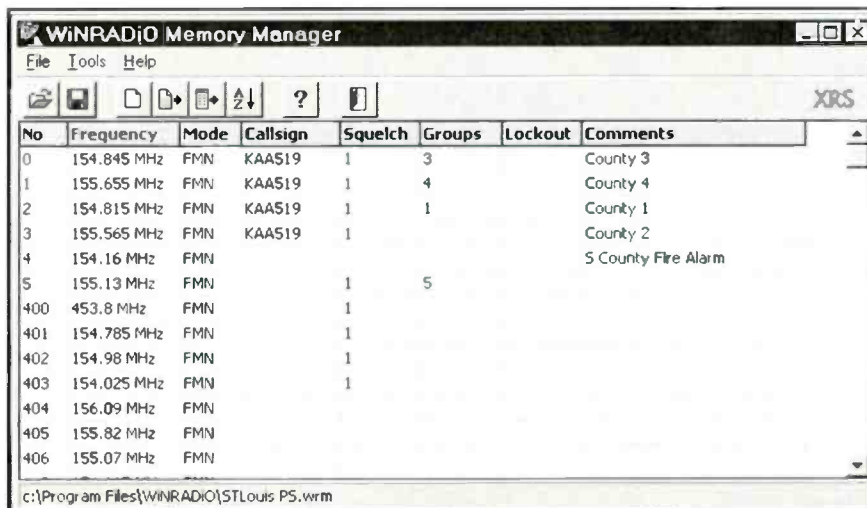 WiNRADiO Memory Manager
File Tools Help
? XRS
No Frequency Mode Callsign Squelch Groups Lockout Comments
0 154.845 MHz FMN KAA519 1 3 County 3
1 155.655 MHz FMN KAA519 1 4 County 4
2 154.815 MHz FMN KAA519 1 1 County 1
3 155.565 MHz FMN KAA519 1 County 2
4 154.16 MHz FMN S County Fire Alarm
5 155.13 MHz FMN 1 5
400 453.8 MHz FMN 1
401 154.785 MHz FMN 1
402 154.98 MHz FMN 1
403 154.025 MHz FMN 1
404 156.09 MHz FMN
405 155.82 MHz FMN
406 155.07 MHz FMN
c:\Program Files\WiNRADiO\STLouis PS.wrm